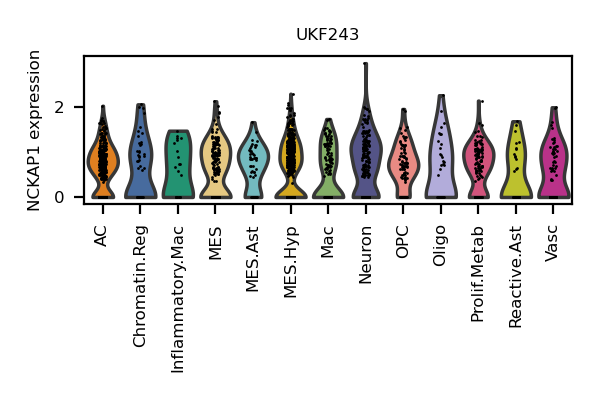 UKF243
NCKAP1 expression
2
0
AC
Chromatin.Reg
Inflammatory.Mac
MES
MES.Ast
MES.Hyp
Mac
Neuron
OPC
Oligo
Prolif.Metab
Reactive.Ast
Vasc